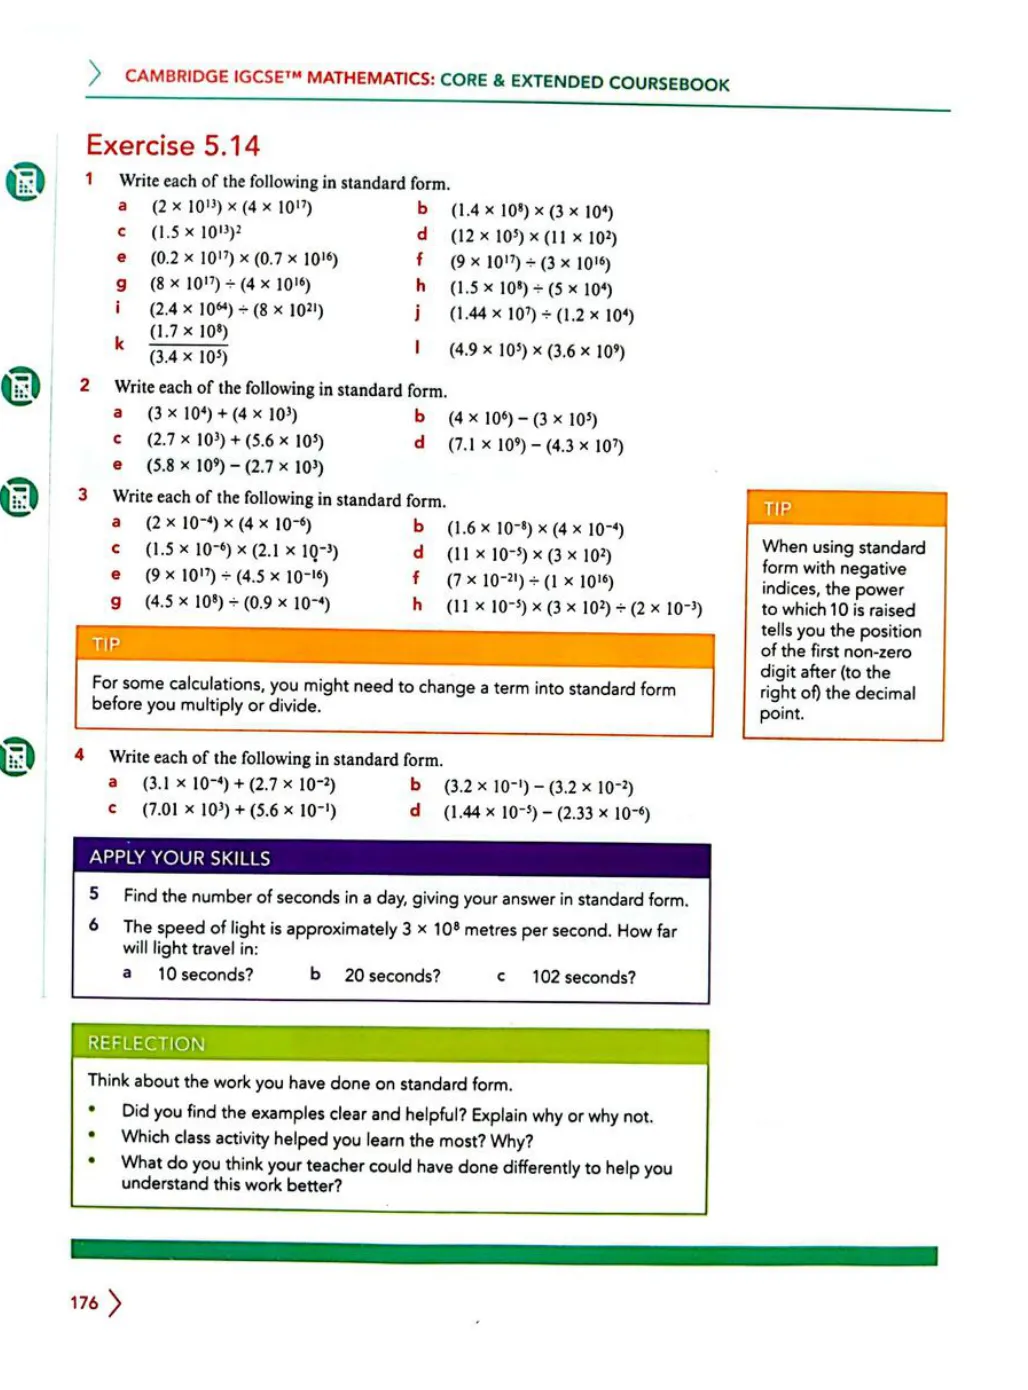 CAMBRIDGE IGCSE™ MATHEMATICS: CORE & EXTENDED COURSEBOOK
Exercise 5.14
1 Write each of the following in standard form.
a (2 × 10¹³) × (4 × 10¹⁷) b (1.4 × 10⁸) × (3 × 10⁴)
c (1.5 × 10¹³)² d (12 × 10⁵) × (11 × 10²)
e (0.2 × 10¹⁷) × (0.7 × 10¹⁶) f (9 × 10¹⁷) ÷ (3 × 10¹⁶)
g (8 × 10¹⁷) ÷ (4 × 10¹⁶) h (1.5 × 10⁸) ÷ (5 × 10⁴)
i (2.4 × 10⁶⁴) ÷ (8 × 10²¹) j (1.44 × 10⁷) ÷ (1.2 × 10⁴)
k (1.7 × 10⁸)
(3.4 × 10⁵)
l (4.9 × 10⁵) × (3.6 × 10⁹)
2 Write each of the following in standard form.
a (3 × 10⁴) + (4 × 10³) b (4 × 10⁶) − (3 × 10⁵)
c (2.7 × 10³) + (5.6 × 10⁵) d (7.1 × 10⁹) − (4.3 × 10⁷)
e (5.8 × 10⁹) − (2.7 × 10³)
3 Write each of the following in standard form.
a (2 × 10⁻⁴) × (4 × 10⁻⁶) b (1.6 × 10⁻⁸) × (4 × 10⁻⁴)
c (1.5 × 10⁻⁶) × (2.1 × 10⁻³) d (11 × 10⁻⁵) × (3 × 10²)
e (9 × 10¹⁷) ÷ (4.5 × 10⁻¹⁶) f (7 × 10⁻²¹) ÷ (1 × 10¹⁶)
g (4.5 × 10⁸) ÷ (0.9 × 10⁻⁴) h (11 × 10⁻⁵) × (3 × 10²) ÷ (2 × 10⁻³)
TIP
When using standard
form with negative
indices, the power
to which 10 is raised
tells you the position
of the first non-zero
digit after (to the
right of) the decimal
point.
TIP
For some calculations, you might need to change a term into standard form
before you multiply or divide.
4 Write each of the following in standard form.
a (3.1 × 10⁻⁴) + (2.7 × 10⁻²) b (3.2 × 10⁻¹) − (3.2 × 10⁻²)
c (7.01 × 10³) + (5.6 × 10⁻¹) d (1.44 × 10⁻⁵) − (2.33 × 10⁻⁶)
APPLY YOUR SKILLS
5 Find the number of seconds in a day, giving your answer in standard form.
6 The speed of light is approximately 3 × 10⁸ metres per second. How far
will light travel in:
a 10 seconds? b 20 seconds? c 102 seconds?
REFLECTION
Think about the work you have done on standard form.
• Did you find the examples clear and helpful? Explain why or why not.
• Which class activity helped you learn the most? Why?
• What do you think your teacher could have done differently to help you
understand this work better?
176